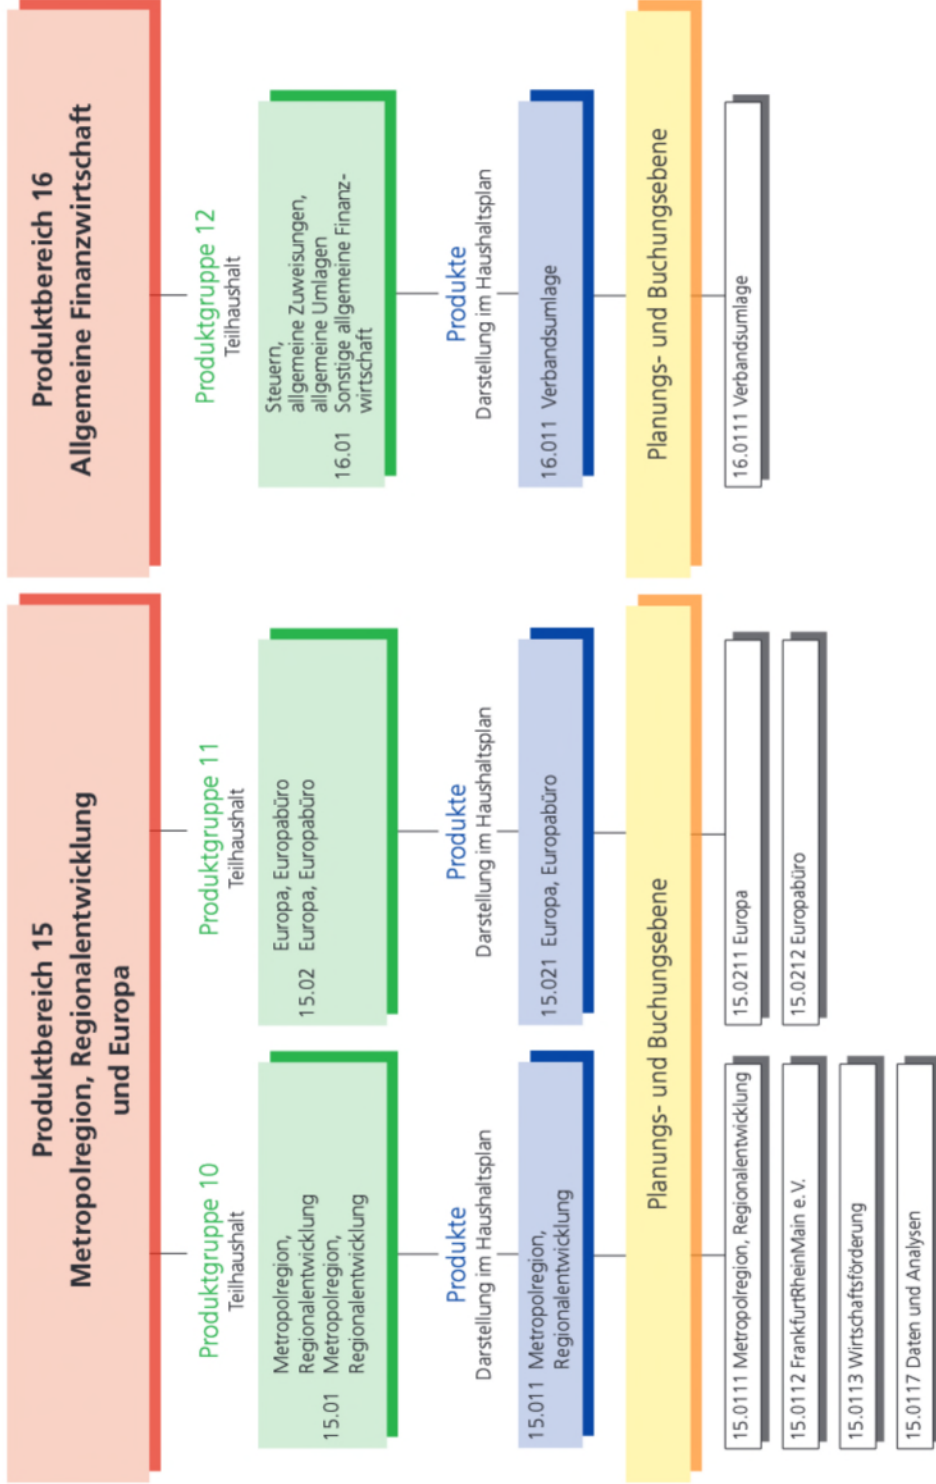 Produktbereich 15
Metropolregion, Regionalentwicklung
und Europa
Produktgruppe 10
Teilhaushalt
Metropolregion,
Regionalentwicklung
15.01 Metropolregion,
Regionalentwicklung
Produkte
Darstellung im Haushaltsplan
15.011 Metropolregion,
Regionalentwicklung
Produktgruppe 11
Teilhaushalt
Europa, Europabüro
15.02 Europa, Europabüro
Produkte
Darstellung im Haushaltsplan
15.021 Europa, Europabüro
Planungs- und Buchungsebene
15.0111 Metropolregion, Regionalentwicklung
15.0112 FrankfurtRheinMain e.V.
15.0113 Wirtschaftsförderung
15.0117 Daten und Analysen
15.0211 Europa
15.0212 Europabüro
Produktbereich 16
Allgemeine Finanzwirtschaft
Produktgruppe 12
Teilhaushalt
Steuern,
allgemeine Zuweisungen,
allgemeine Umlagen
16.01 Sonstige allgemeine Finanz-
wirtschaft
Produkte
Darstellung im Haushaltsplan
16.011 Verbandsumlage
Planungs- und Buchungsebene
16.0111 Verbandsumlage